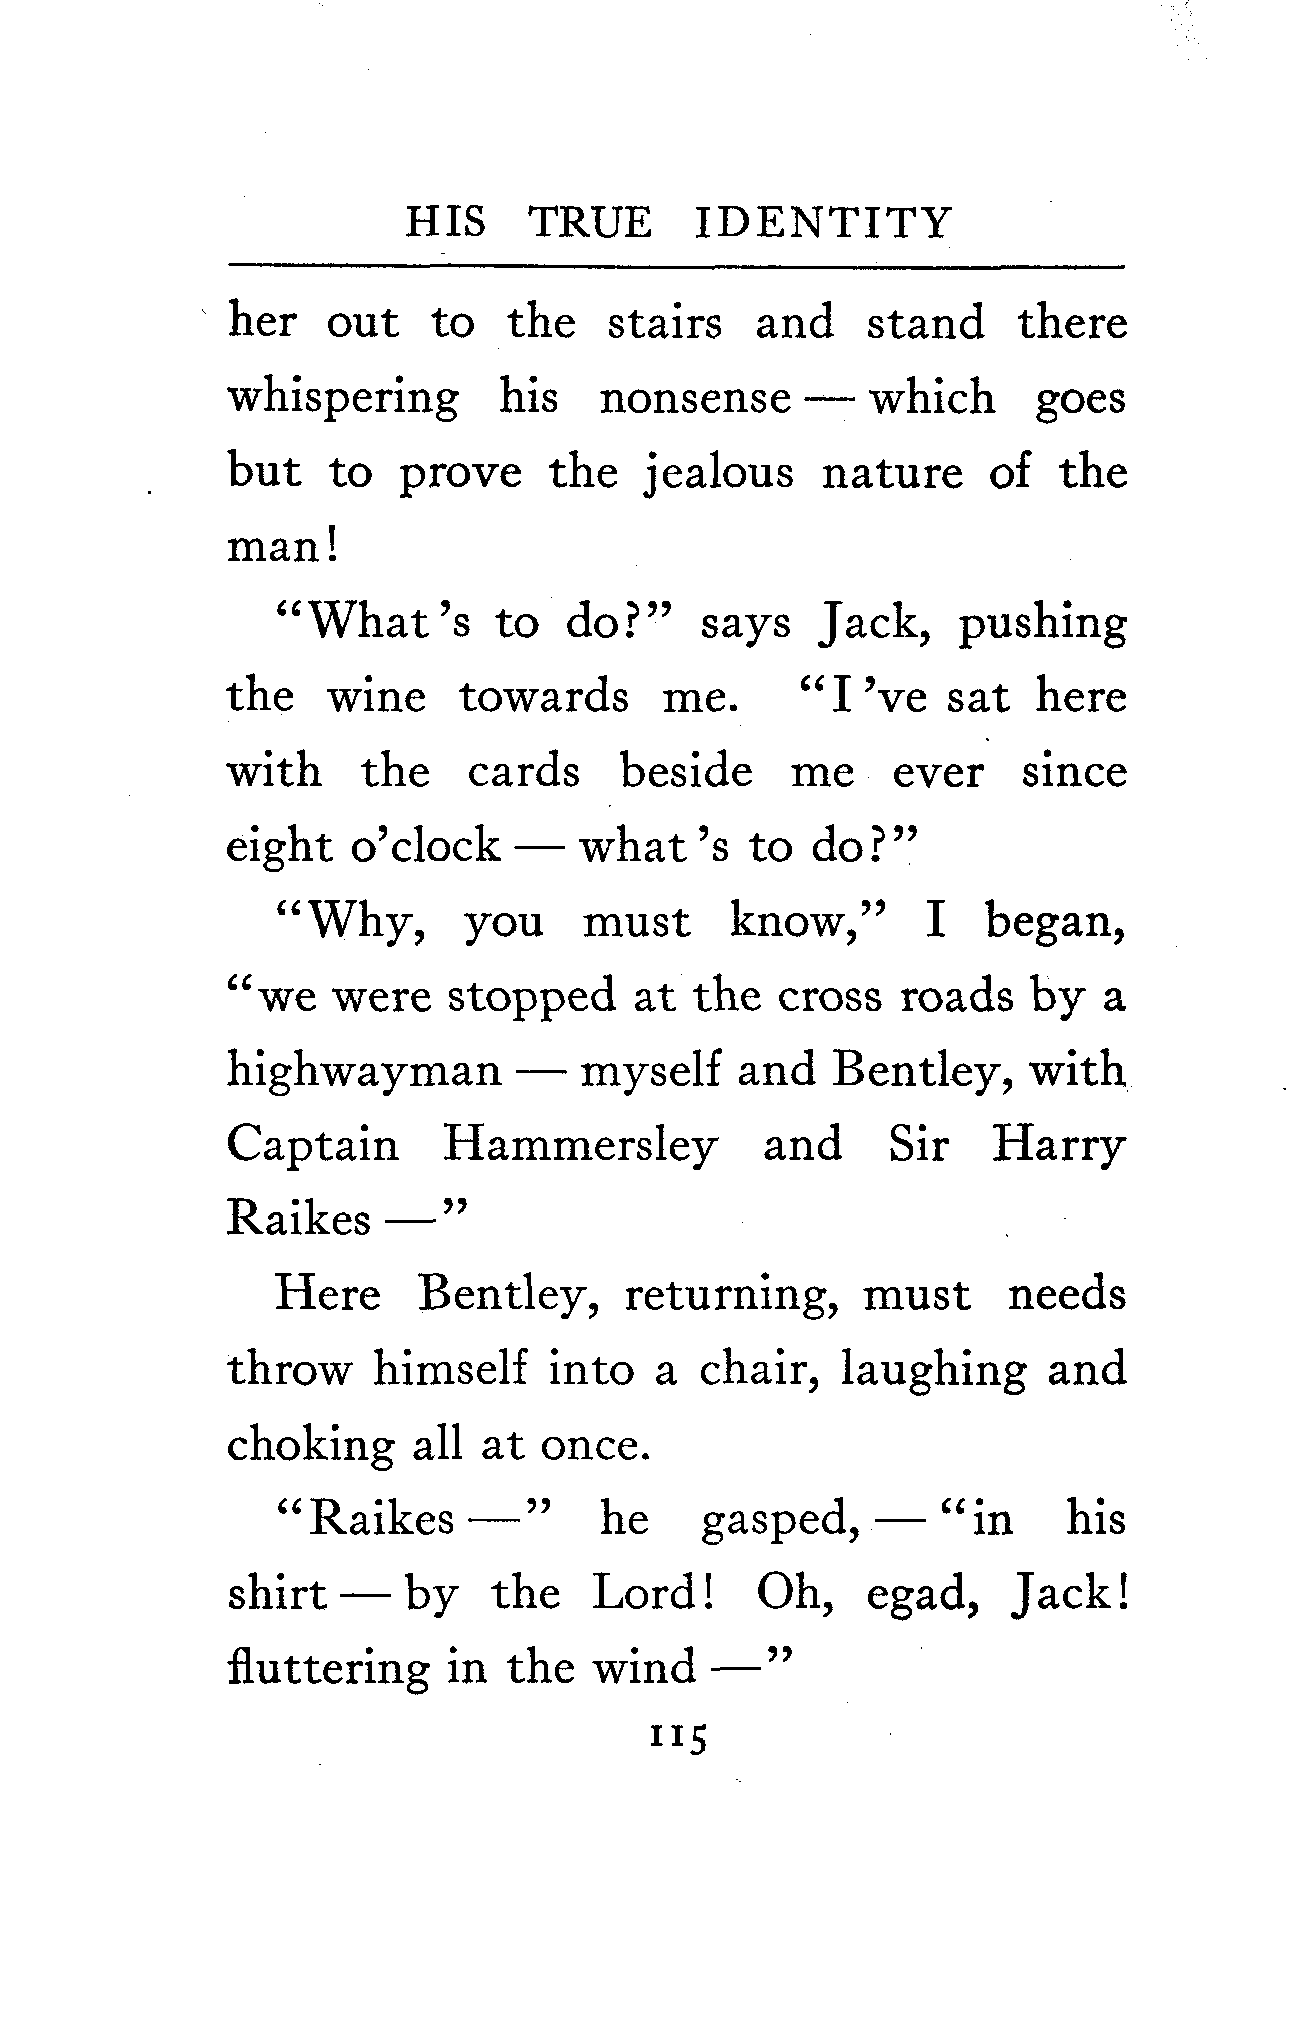 HIS TRUE IDENTITY
her out to the stairs and stand there
whispering his nonsense — which goes
but to prove the jealous nature of the
man!
“What 's to do?” says Jack, pushing
the wine towards me. “I 've sat here
with the cards beside me ever since
eight o'clock — what 's to do?”
“Why, you must know,” I began,
“we were stopped at the cross roads by a
highwayman — myself and Bentley, with
Captain Hammersley and Sir Harry
Raikes —”
Here Bentley, returning, must needs
throw himself into a chair, laughing and
choking all at once.
“Raikes —” he gasped, — “in his
shirt — by the Lord! Oh, egad, Jack!
fluttering in the wind —”
115